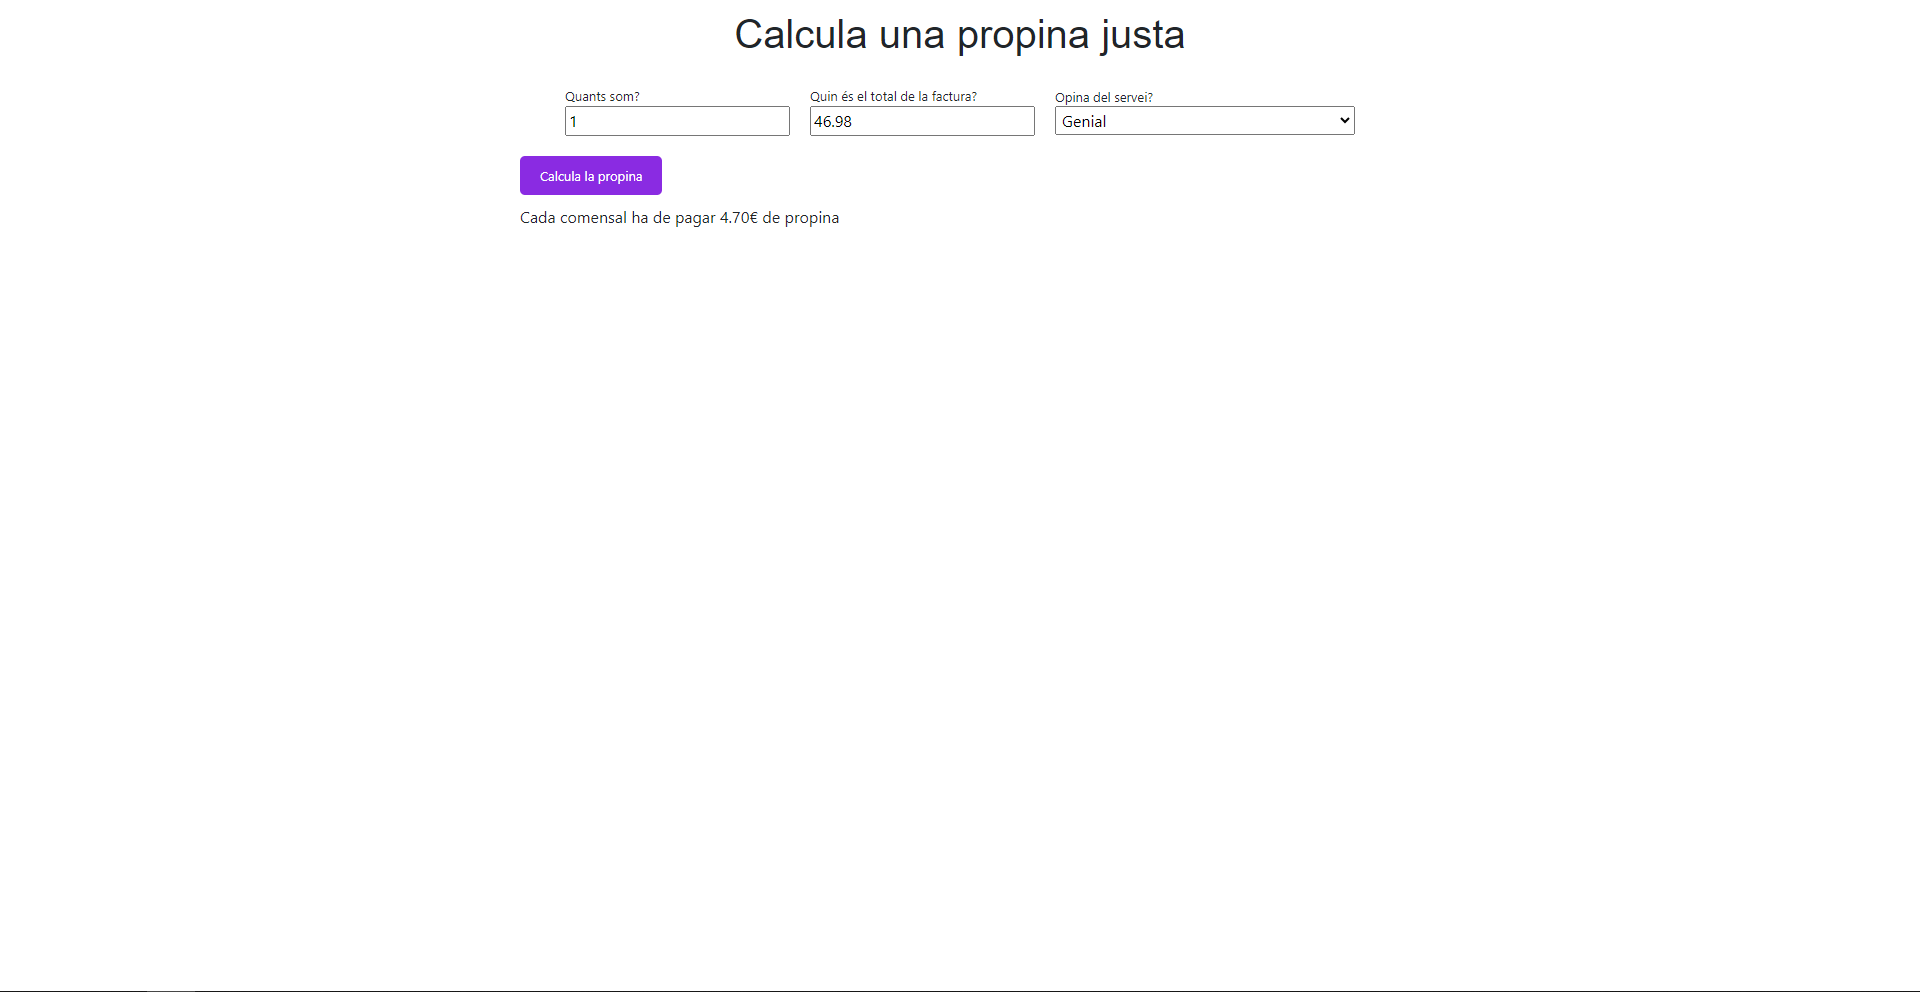 Calcula una propina justa
Quants som?
1
Quin és el total de la factura?
46.98
Opina del servei?
Genial
Calcula la propina
Cada comensal ha de pagar 4.70€ de propina